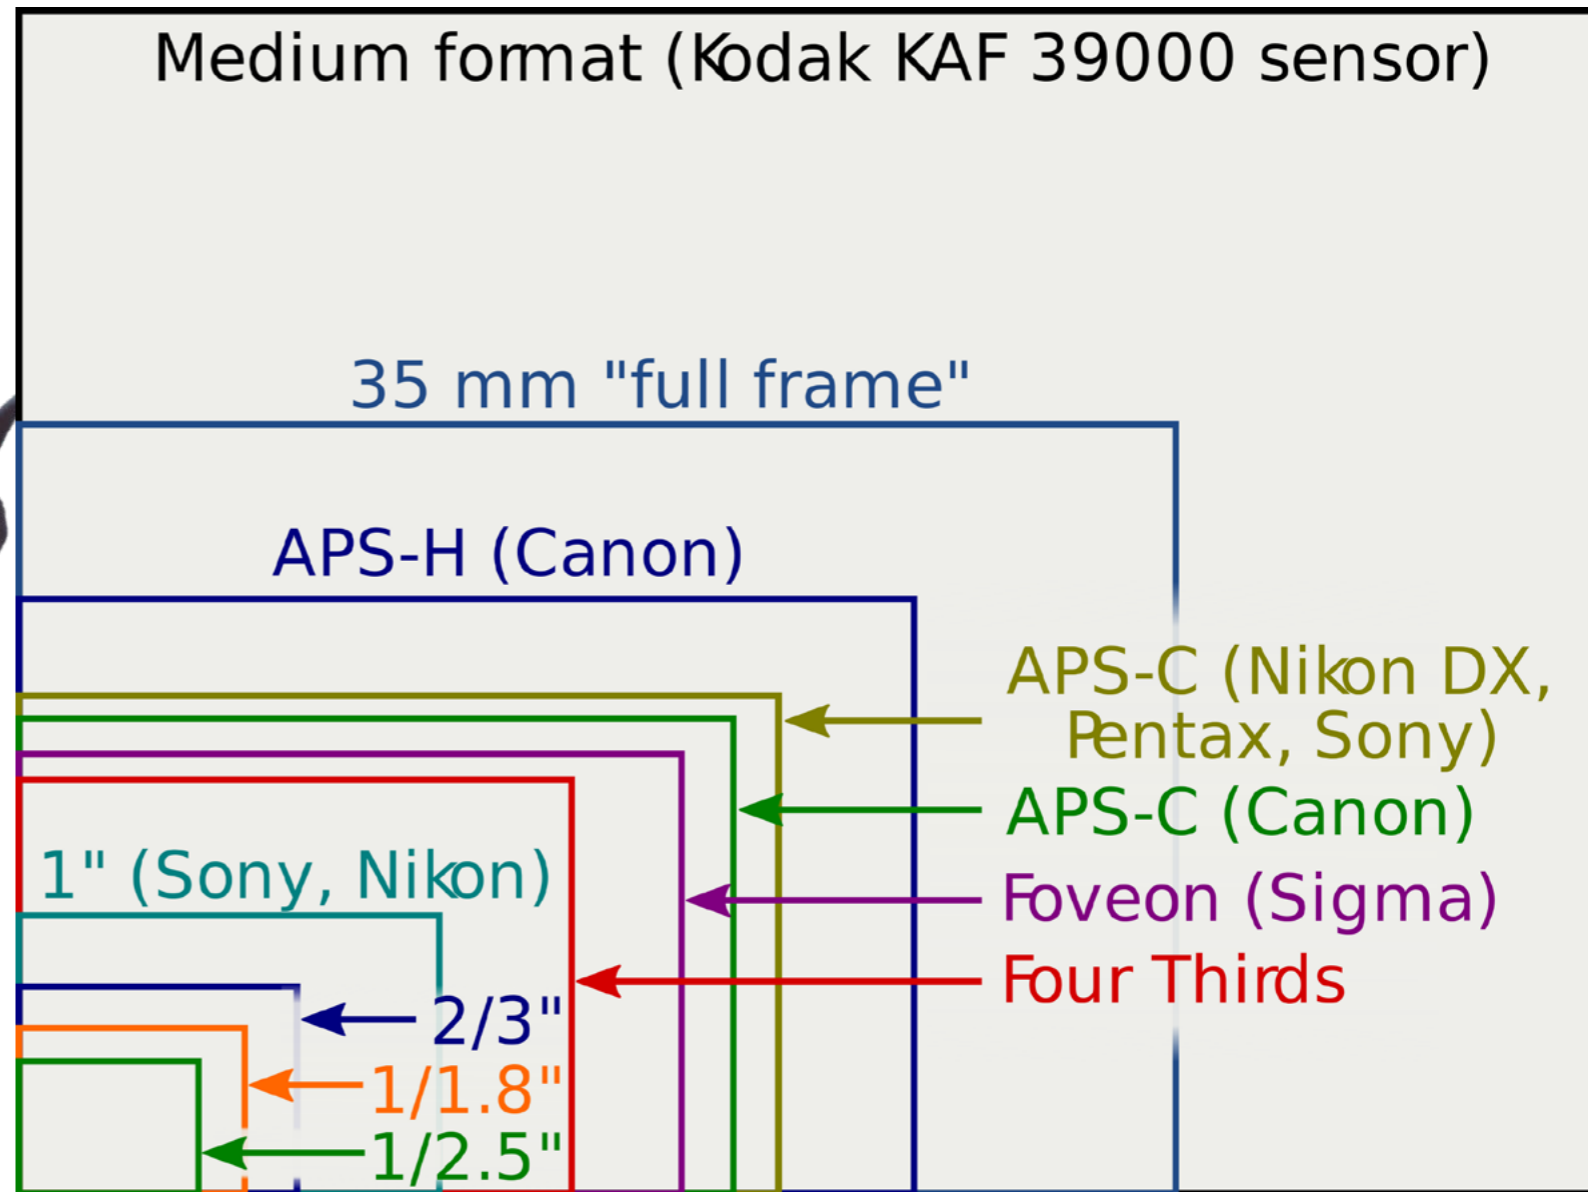 Medium format (Kodak KAF 39000 sensor)
35 mm "full frame"
APS-H (Canon)
APS-C (Nikon DX,
Pentax, Sony)
APS-C (Canon)
Foveon (Sigma)
Four Thirds
1" (Sony, Nikon)
2/3"
1/1.8"
1/2.5"